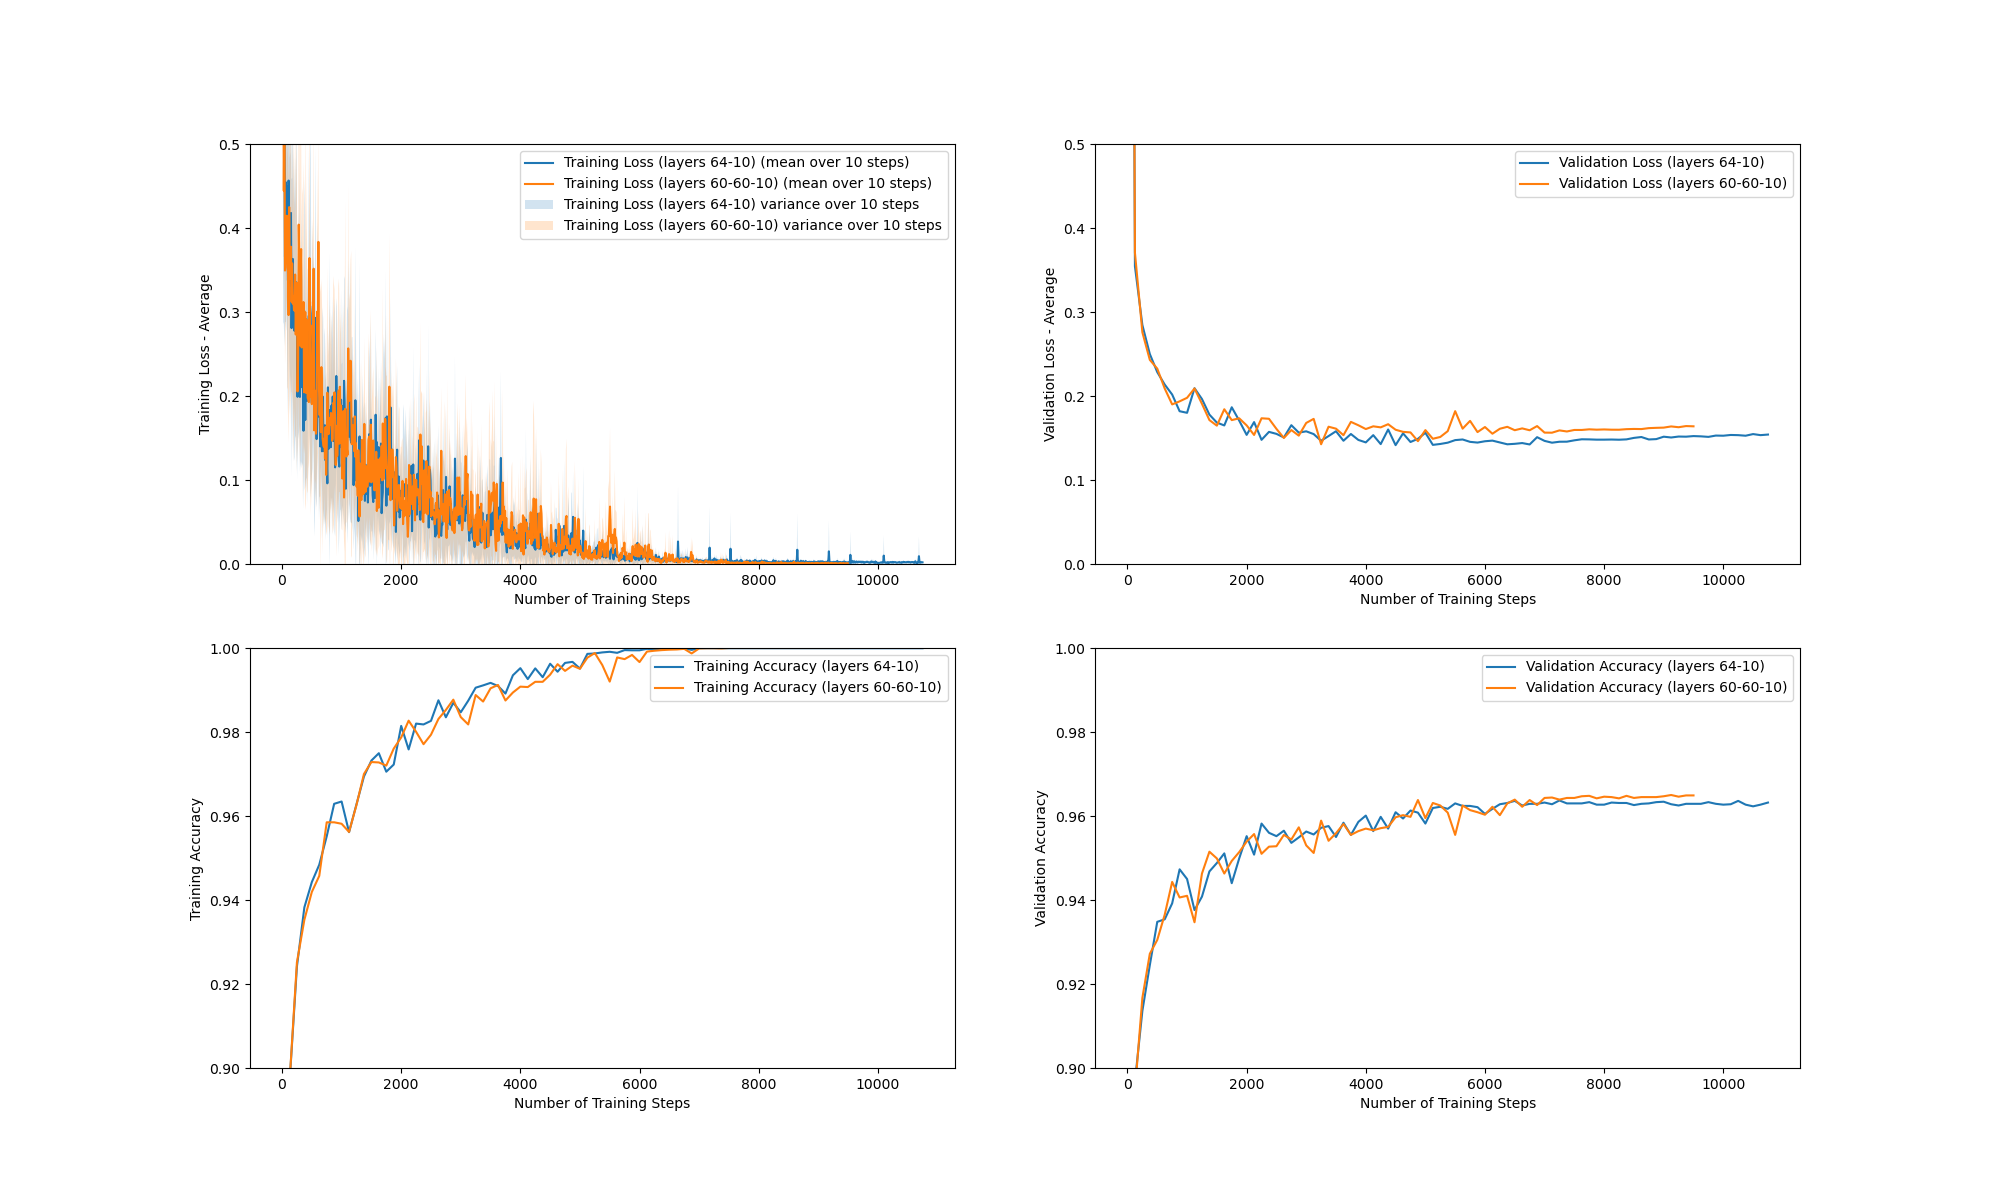 0.5
0.4
0.3
0.2
0.1
0.0
Training Loss - Average
Training Loss (layers 64-10) (mean over 10 steps)
Training Loss (layers 60-60-10) (mean over 10 steps)
Training Loss (layers 64-10) variance over 10 steps
Training Loss (layers 60-60-10) variance over 10 steps
0 2000 4000 6000 8000 10000
Number of Training Steps
0.5
0.4
0.3
0.2
0.1
0.0
Validation Loss - Average
Validation Loss (layers 64-10)
Validation Loss (layers 60-60-10)
0 2000 4000 6000 8000 10000
Number of Training Steps
1.00
0.98
0.96
0.94
0.92
0.90
Training Accuracy
Training Accuracy (layers 64-10)
Training Accuracy (layers 60-60-10)
0 2000 4000 6000 8000 10000
Number of Training Steps
1.00
0.98
0.96
0.94
0.92
0.90
Validation Accuracy
Validation Accuracy (layers 64-10)
Validation Accuracy (layers 60-60-10)
0 2000 4000 6000 8000 10000
Number of Training Steps